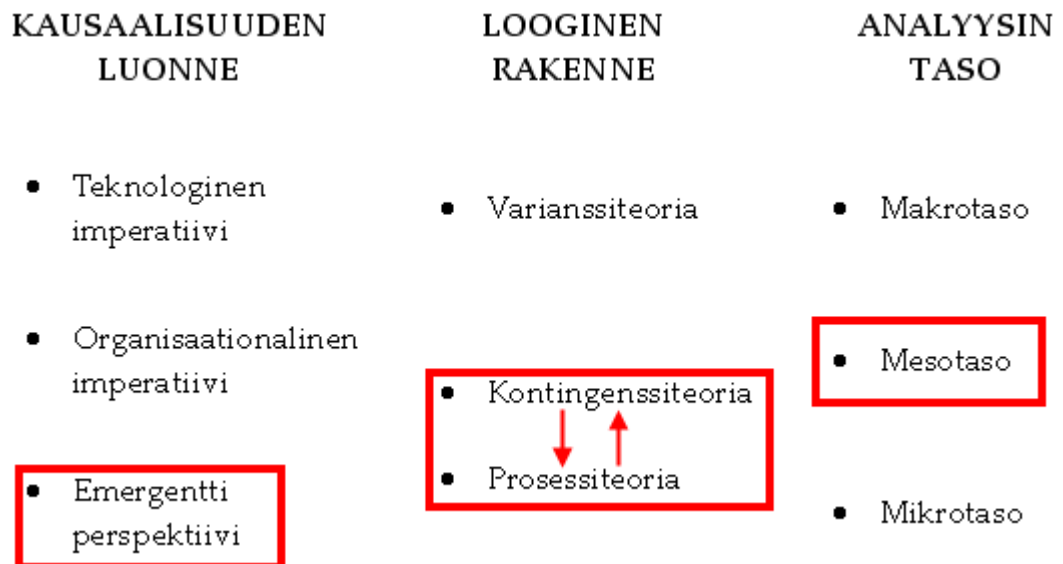 KAUSAALISUUDEN
LUONNE
• Teknologinen
imperatiivi
• Organisaationalinen
imperatiivi
• Emergentti
perspektiivi
LOOGINEN
RAKENNE
• Varianssiteoria
• Kontingenssiteoria
• Prosessiteoria
ANALYYSIN
TASO
• Makrotaso
• Mesotaso
• Mikrotaso